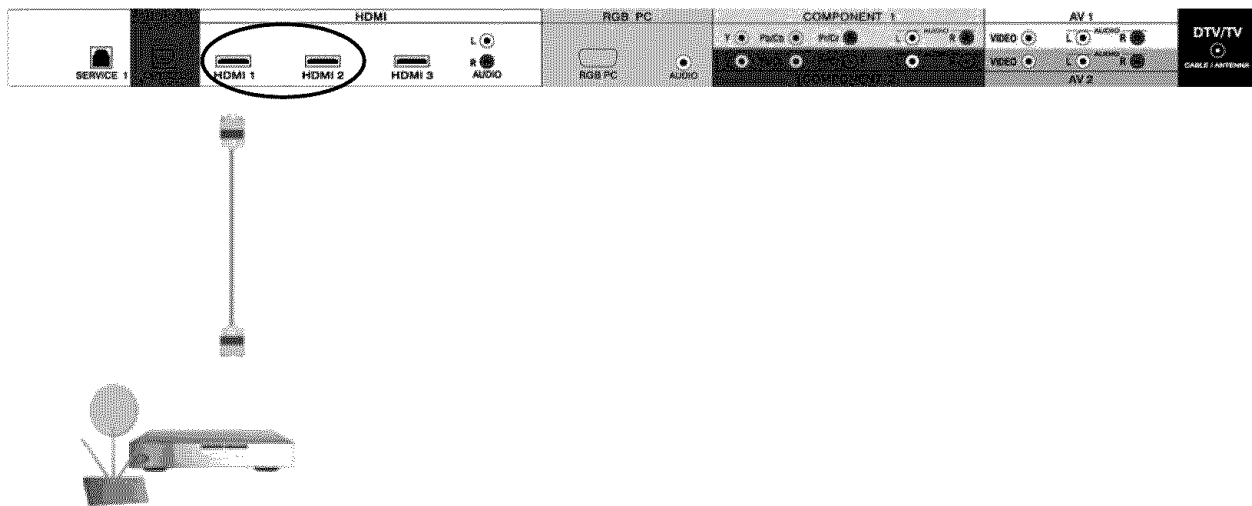 HDMI
RGB PC
COMPONENT 1
AV 1
L
Y Pb/Cb Pr/Cr L AUDIO R
VIDEO L AUDIO R
DTV/TV
CABLE / ANTENNA
R
SERVICE 1
HDMI 1
HDMI 2
HDMI 3
AUDIO
RGB PC
AUDIO
COMPONENT 2
VIDEO L AUDIO R
AV 2